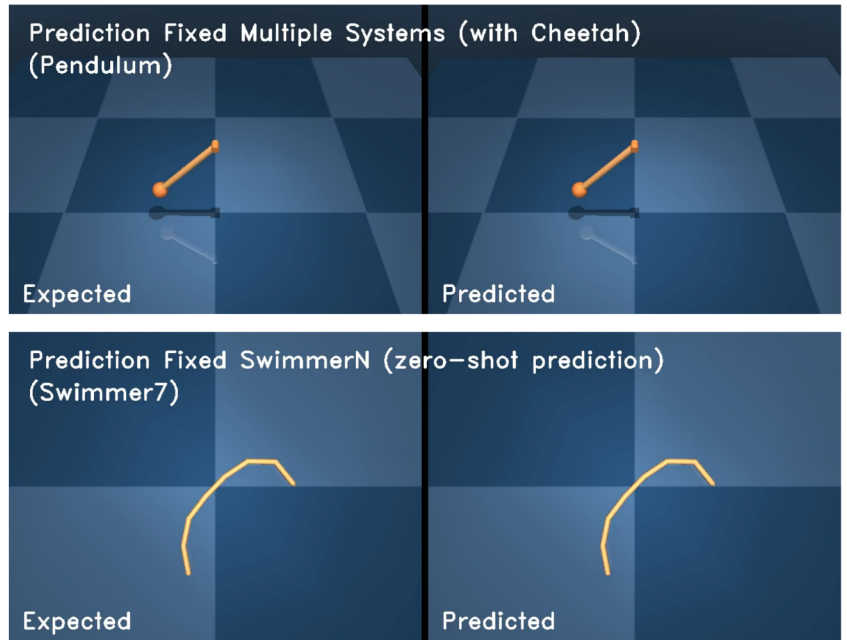 Prediction Fixed Multiple Systems (with Cheetah)
(Pendulum)
Expected
Predicted
Prediction Fixed SwimmerN (zero-shot prediction)
(Swimmer7)
Expected
Predicted